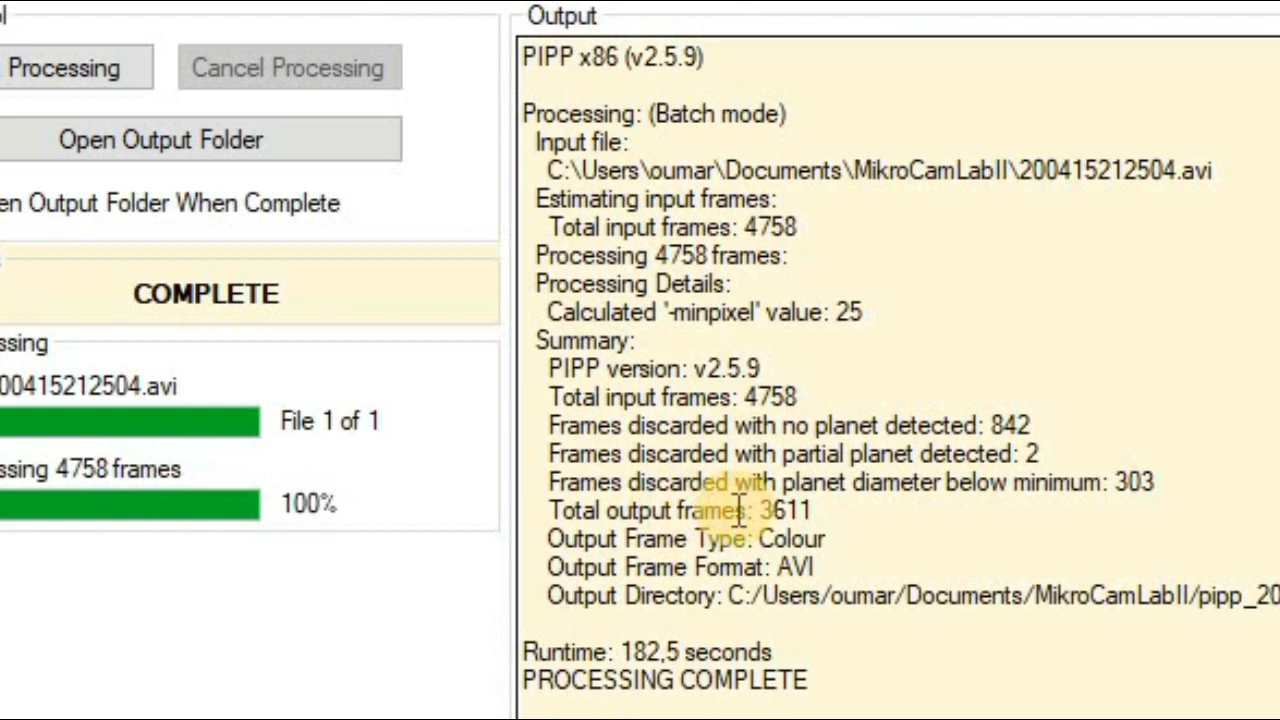 Processing
Cancel Processing
Open Output Folder
Output Folder When Complete
COMPLETE
00415212504.avi
File 1 of 1
4758 frames
100%
Output
PIPP x86 (v2.5.9)
Processing: (Batch mode)
Input file:
C:\Users\oumar\Documents\MikroCamLabII\200415212504.avi
Estimating input frames:
Total input frames: 4758
Processing 4758 frames:
Processing Details:
Calculated '-minpixel' value: 25
Summary:
PIPP version: v2.5.9
Total input frames: 4758
Frames discarded with no planet detected: 842
Frames discarded with partial planet detected: 2
Frames discarded with planet diameter below minimum: 303
Total output frames: 3611
Output Frame Type: Colour
Output Frame Format: AVI
Output Directory: C:/Users/oumar/Documents/MikroCamLabII/pipp_20
Runtime: 182,5 seconds
PROCESSING COMPLETE